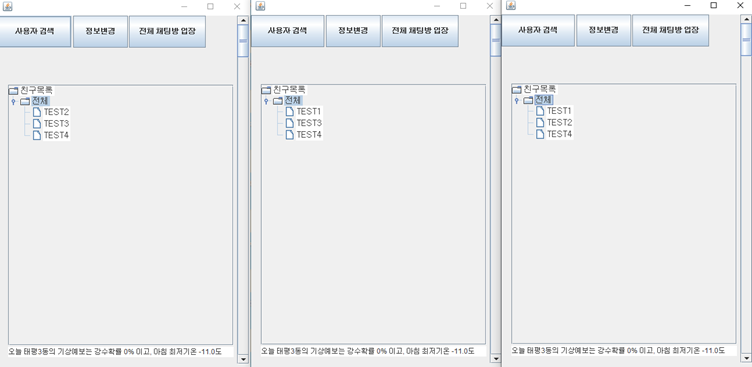 사용자 검색 정보변경 전체 채팅방 입장
친구목록
전체
TEST2
TEST3
TEST4
오늘 태평3동의 기상예보는 강수확률 0% 이고, 아침 최저기온 -11.0도
사용자 검색 정보변경 전체 채팅방 입장
친구목록
전체
TEST1
TEST3
TEST4
오늘 태평3동의 기상예보는 강수확률 0% 이고, 아침 최저기온 -11.0도
사용자 검색 정보변경 전체 채팅방 입장
친구목록
전체
TEST1
TEST2
TEST4
오늘 태평3동의 기상예보는 강수확률 0% 이고, 아침 최저기온 -11.0도